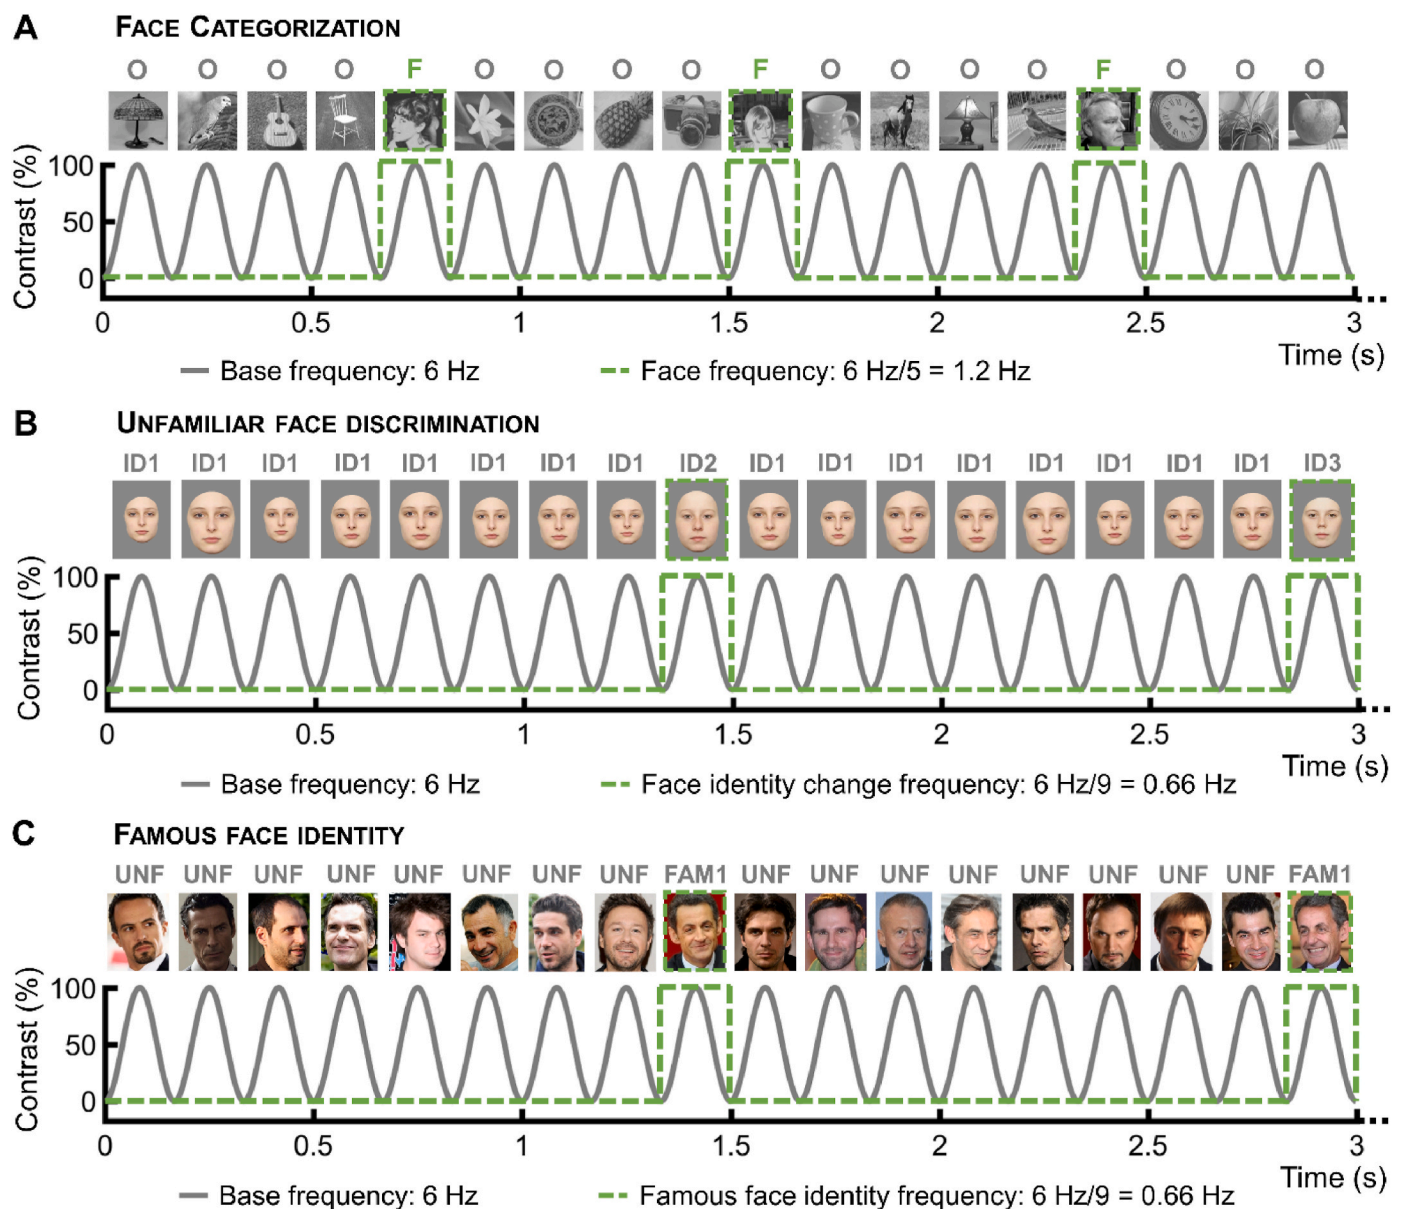 A FACE CATEGORIZATION
O O O O F O O O O F O O O O F O O O
Contrast (%)
100
50
0
0 0.5 1 1.5 2 2.5 3
Time (s)
Base frequency: 6 Hz Face frequency: 6 Hz/5 = 1.2 Hz
B UNFAMILIAR FACE DISCRIMINATION
ID1 ID1 ID1 ID1 ID1 ID1 ID1 ID1 ID2 ID1 ID1 ID1 ID1 ID1 ID1 ID1 ID1 ID3
Contrast (%)
100
50
0
0 0.5 1 1.5 2 2.5 3
Time (s)
Base frequency: 6 Hz Face identity change frequency: 6 Hz/9 = 0.66 Hz
C FAMOUS FACE IDENTITY
UNF UNF UNF UNF UNF UNF UNF UNF FAM1 UNF UNF UNF UNF UNF UNF UNF UNF FAM1
Contrast (%)
100
50
0
0 0.5 1 1.5 2 2.5 3
Time (s)
Base frequency: 6 Hz Famous face identity frequency: 6 Hz/9 = 0.66 Hz